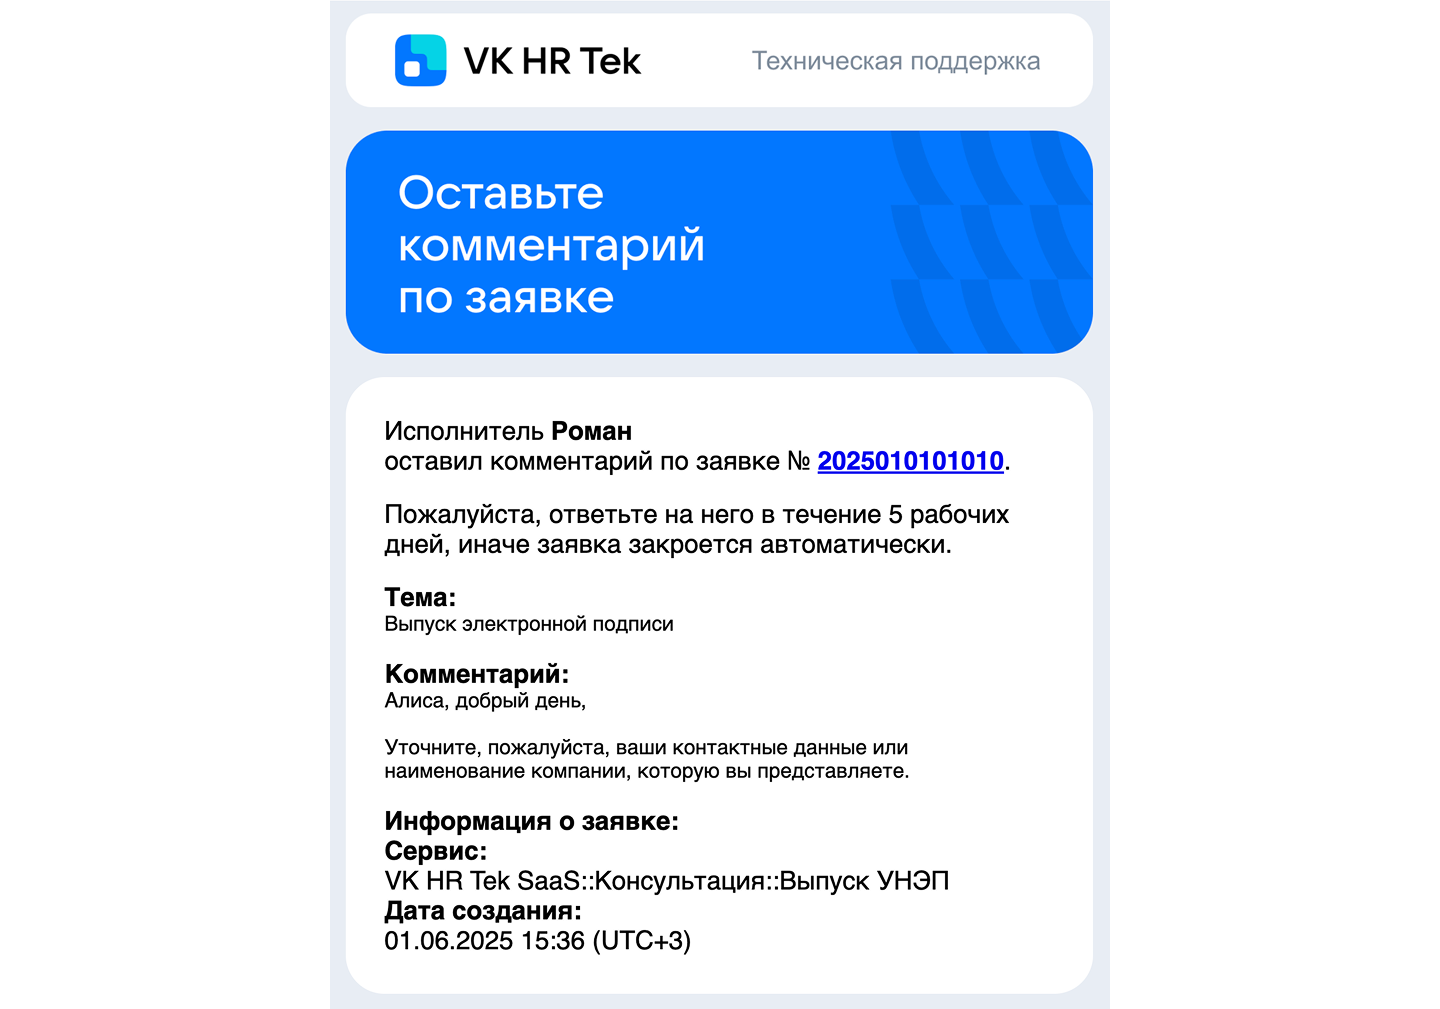 VK HR Tek
Техническая поддержка
Оставьте
комментарий
по заявке
Исполнитель Роман
оставил комментарий по заявке № 2025010101010.
Пожалуйста, ответьте на него в течение 5 рабочих
дней, иначе заявка закроется автоматически.
Тема:
Выпуск электронной подписи
Комментарий:
Алиса, добрый день,
Уточните, пожалуйста, ваши контактные данные или
наименование компании, которую вы представляете.
Информация о заявке:
Сервис:
VK HR Tek SaaS::Консультация::Выпуск УНЭП
Дата создания:
01.06.2025 15:36 (UTC+3)